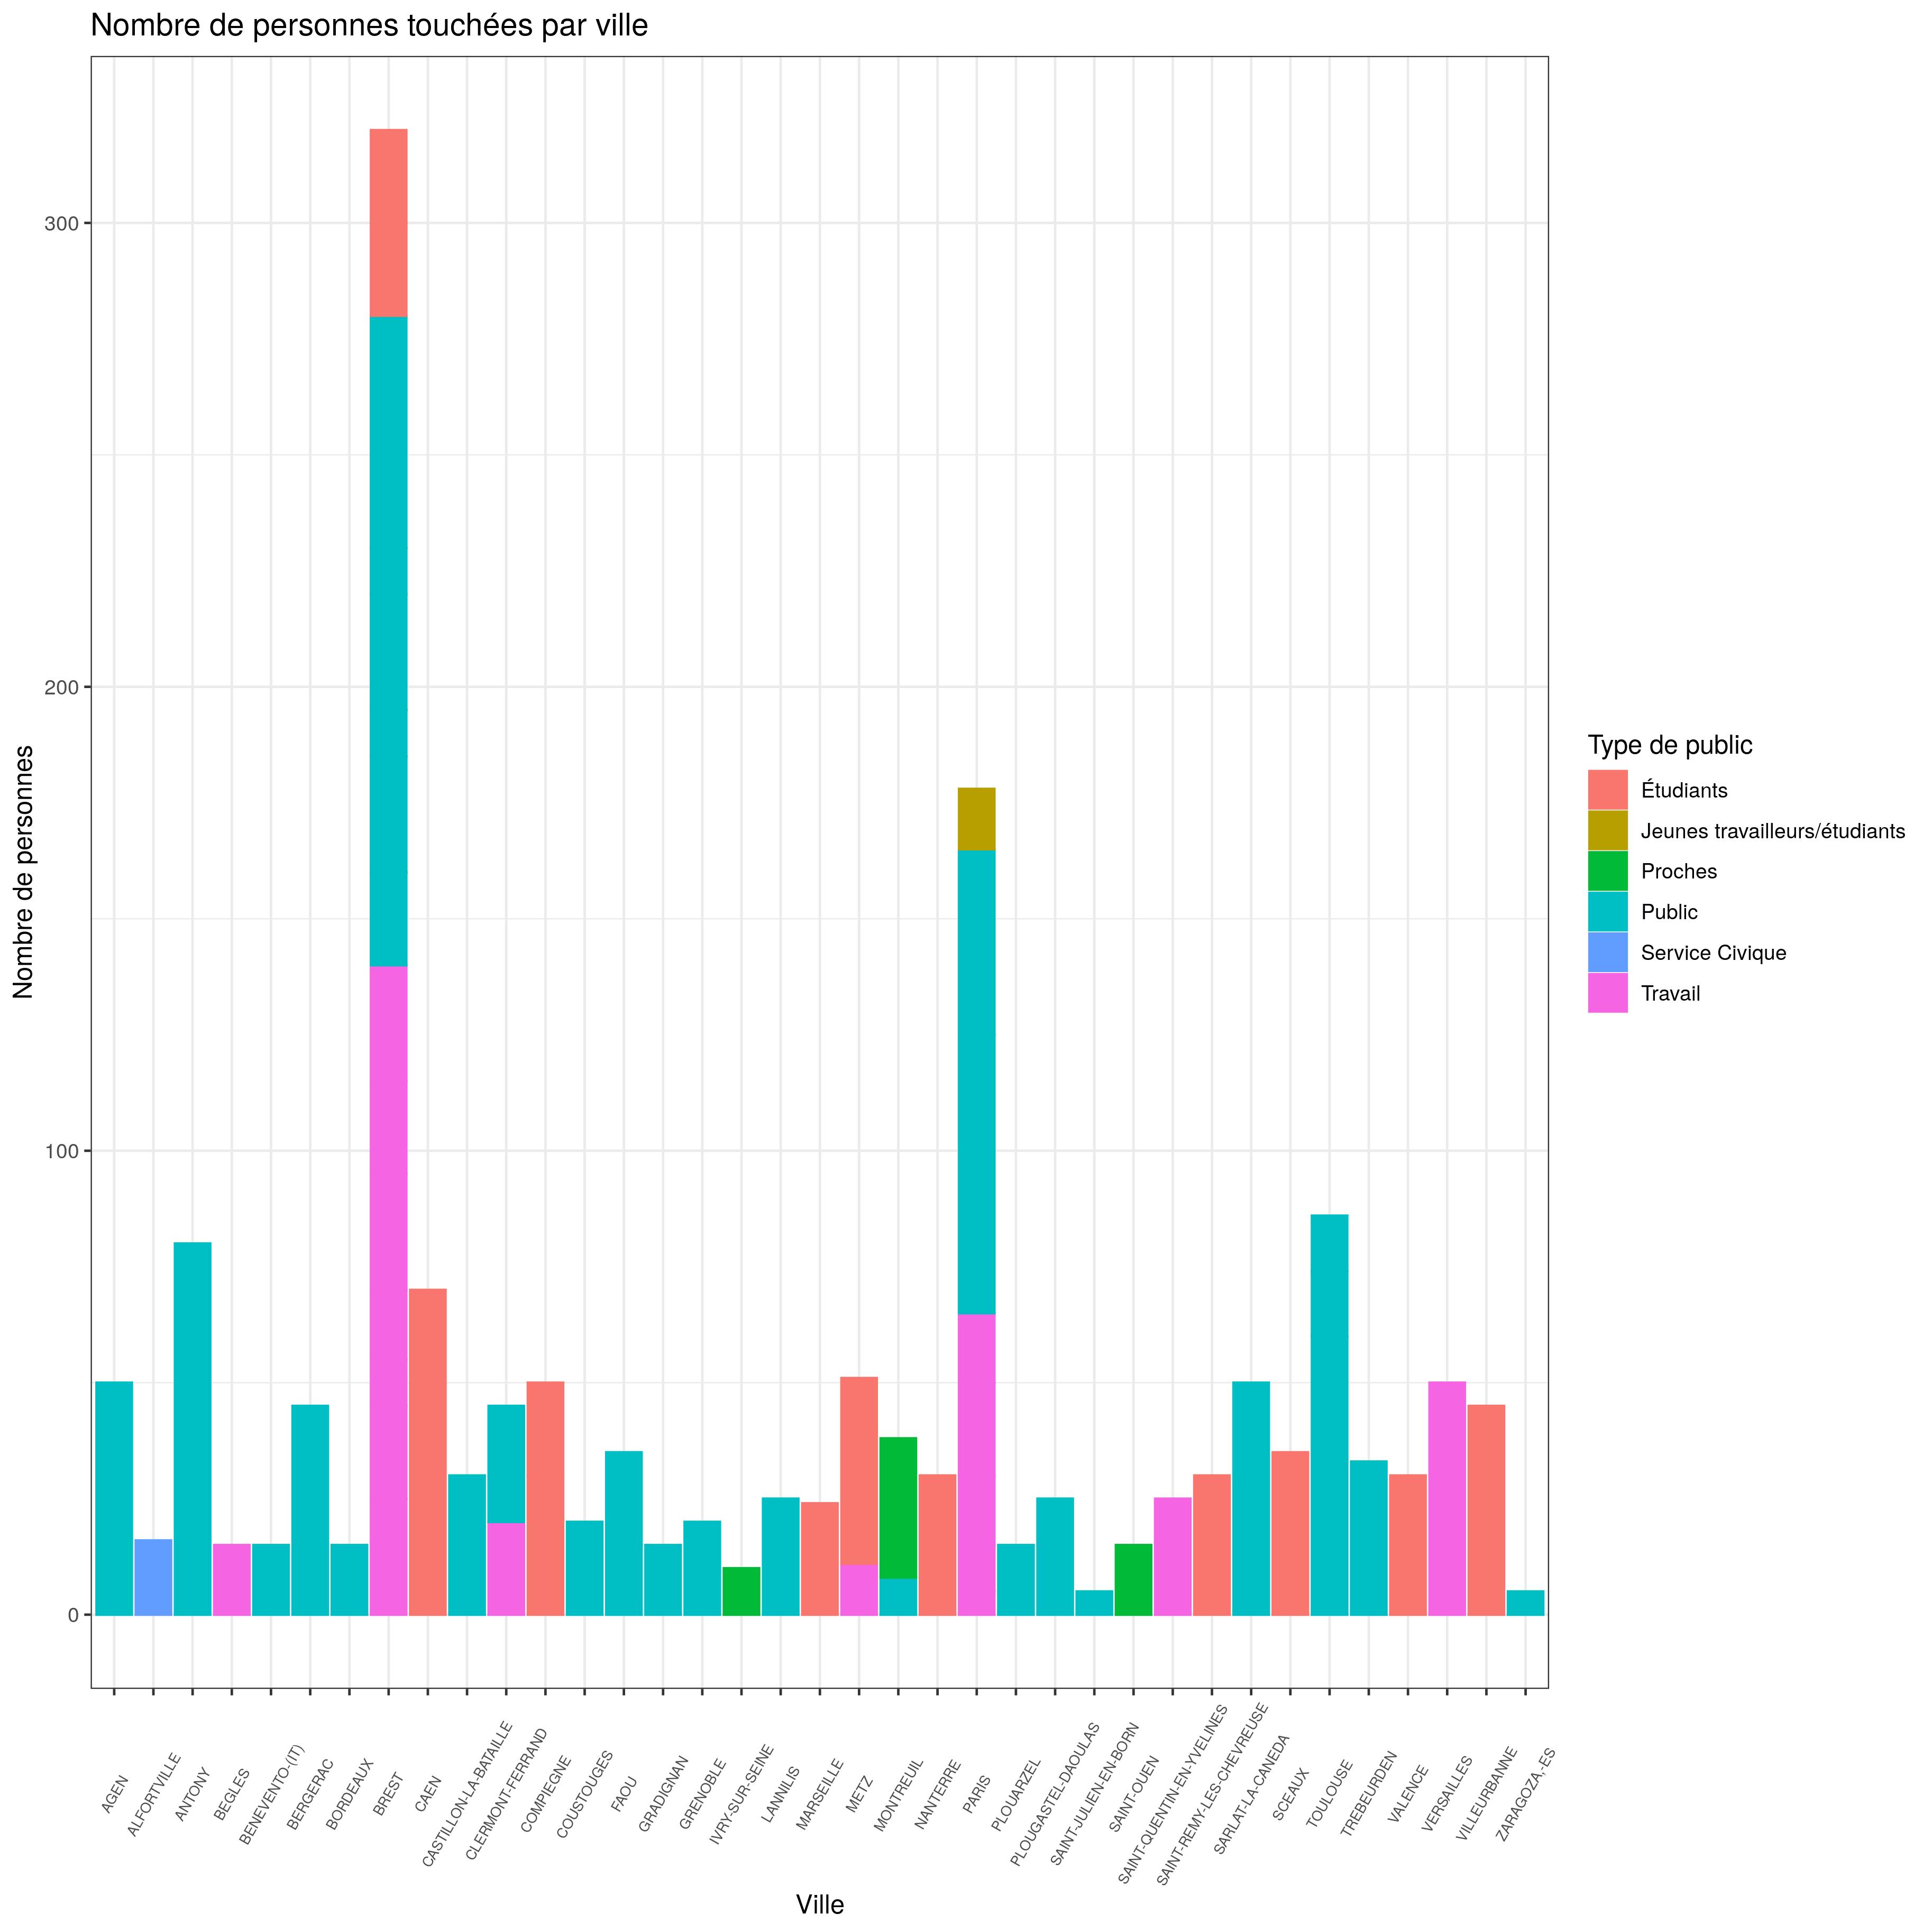 Nombre de personnes touchées par ville
Nombre de personnes
300
200
100
0
AGEN
ALFORTVILLE
ANTONY
BEGLES
BENEVENTO-(IT)
BERGERAC
BORDEAUX
BREST
CAEN
CASTILLON-LA-BATAILLE
CLERMONT-FERRAND
COMPIEGNE
COUSTOUGES
FAOU
GRADIGNAN
GRENOBLE
IVRY-SUR-SEINE
LANNILIS
MARSEILLE
METZ
MONTREUIL
NANTERRE
PARIS
PLOUARZEL
PLOUGASTEL-DAOULAS
SAINT-JULIEN-EN-BORN
SAINT-OUEN
SAINT-QUENTIN-EN-YVELINES
SAINT-REMY-LES-CHEVREUSE
SARLAT-LA-CANEDA
SCEAUX
TOULOUSE
TREBEURDEN
VALENCE
VERSAILLES
VILLEURBANNE
ZARAGOZA,-ES
Ville
Type de public
Étudiants
Jeunes travailleurs/étudiants
Proches
Public
Service Civique
Travail